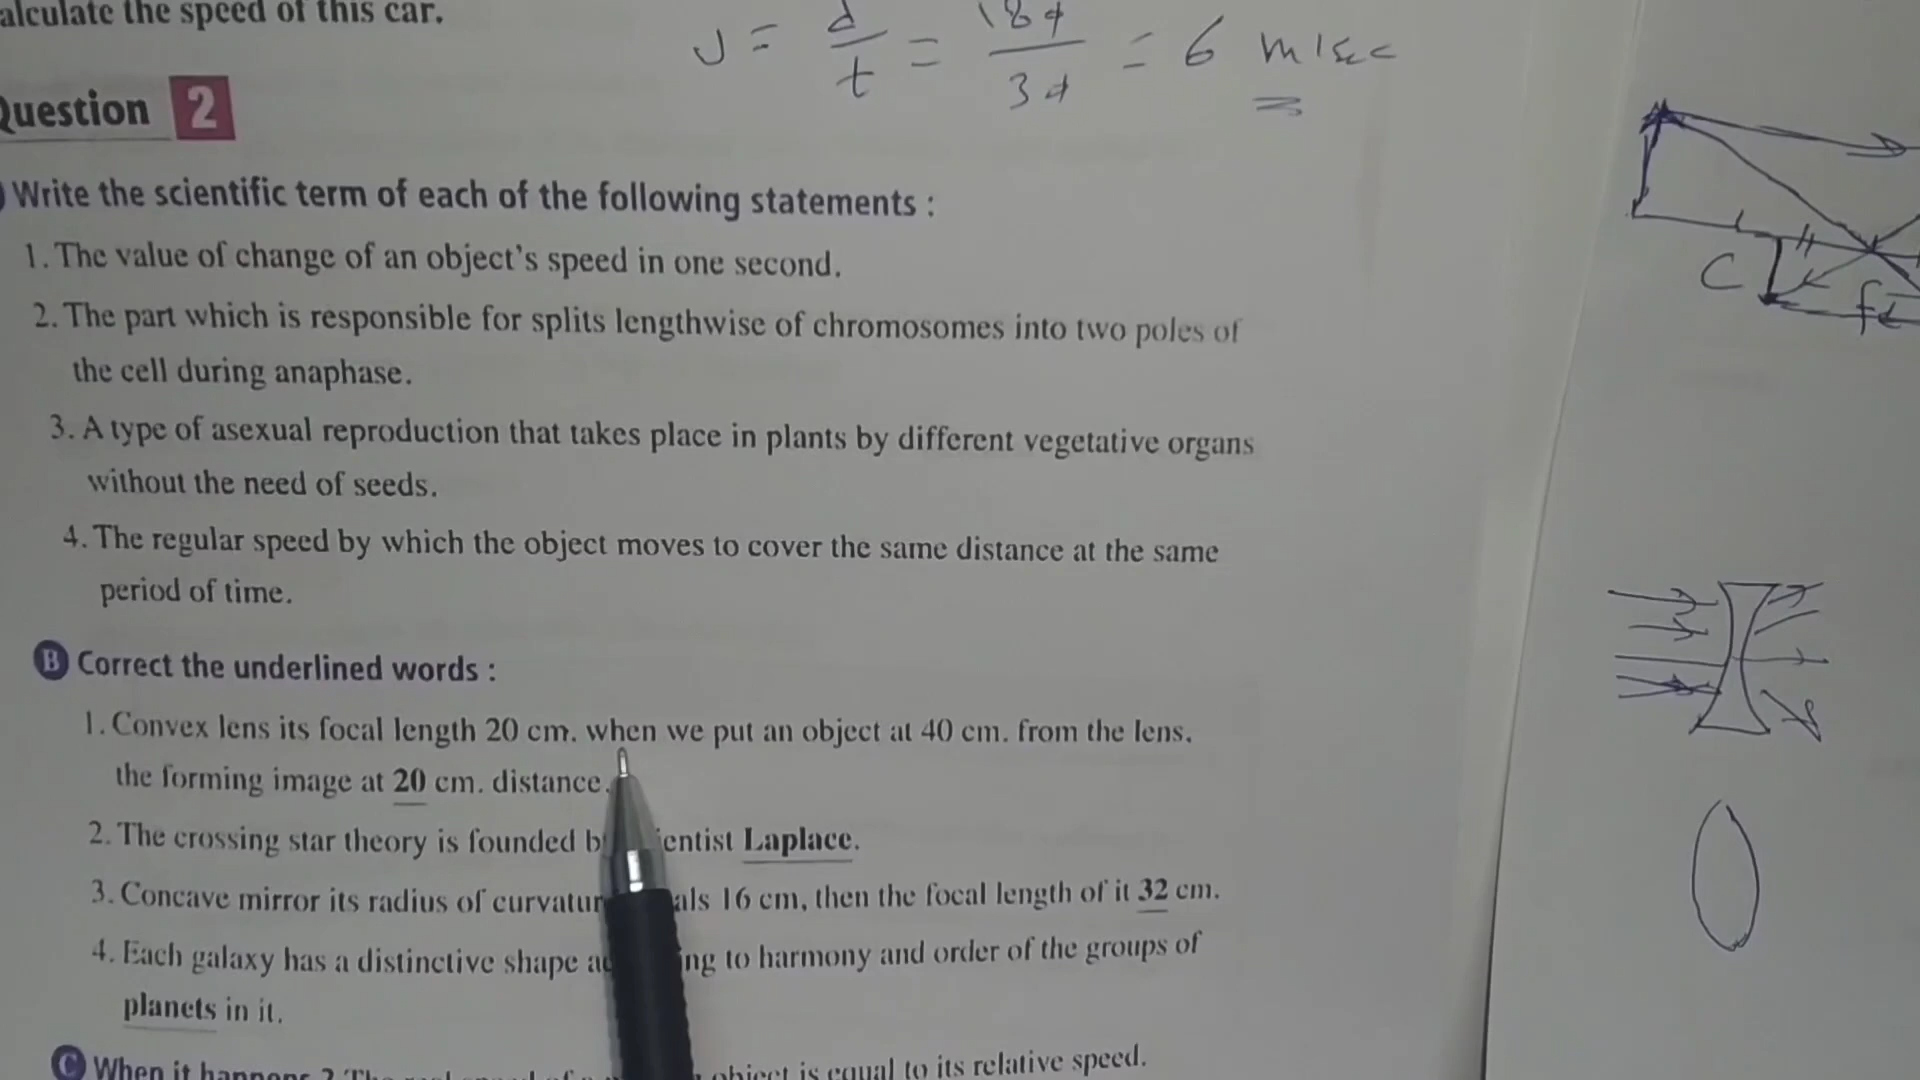 alculate the speed of this car.
v = d/t = 180/30 = 6 m/sec
Question 2
Write the scientific term of each of the following statements :
1. The value of change of an object's speed in one second.
2. The part which is responsible for splits lengthwise of chromosomes into two poles of
the cell during anaphase.
3. A type of asexual reproduction that takes place in plants by different vegetative organs
without the need of seeds.
4. The regular speed by which the object moves to cover the same distance at the same
period of time.
C f
B Correct the underlined words :
1. Convex lens its focal length 20 cm. when we put an object at 40 cm. from the lens.
the forming image at 20 cm. distance.
2. The crossing star theory is founded b entist Laplace.
3. Concave mirror its radius of curvatur als 16 cm, then the focal length of it 32 cm.
4. Each galaxy has a distinctive shape ac ng to harmony and order of the groups of
planets in it.
C When it happens ? The object is equal to its relative speed.